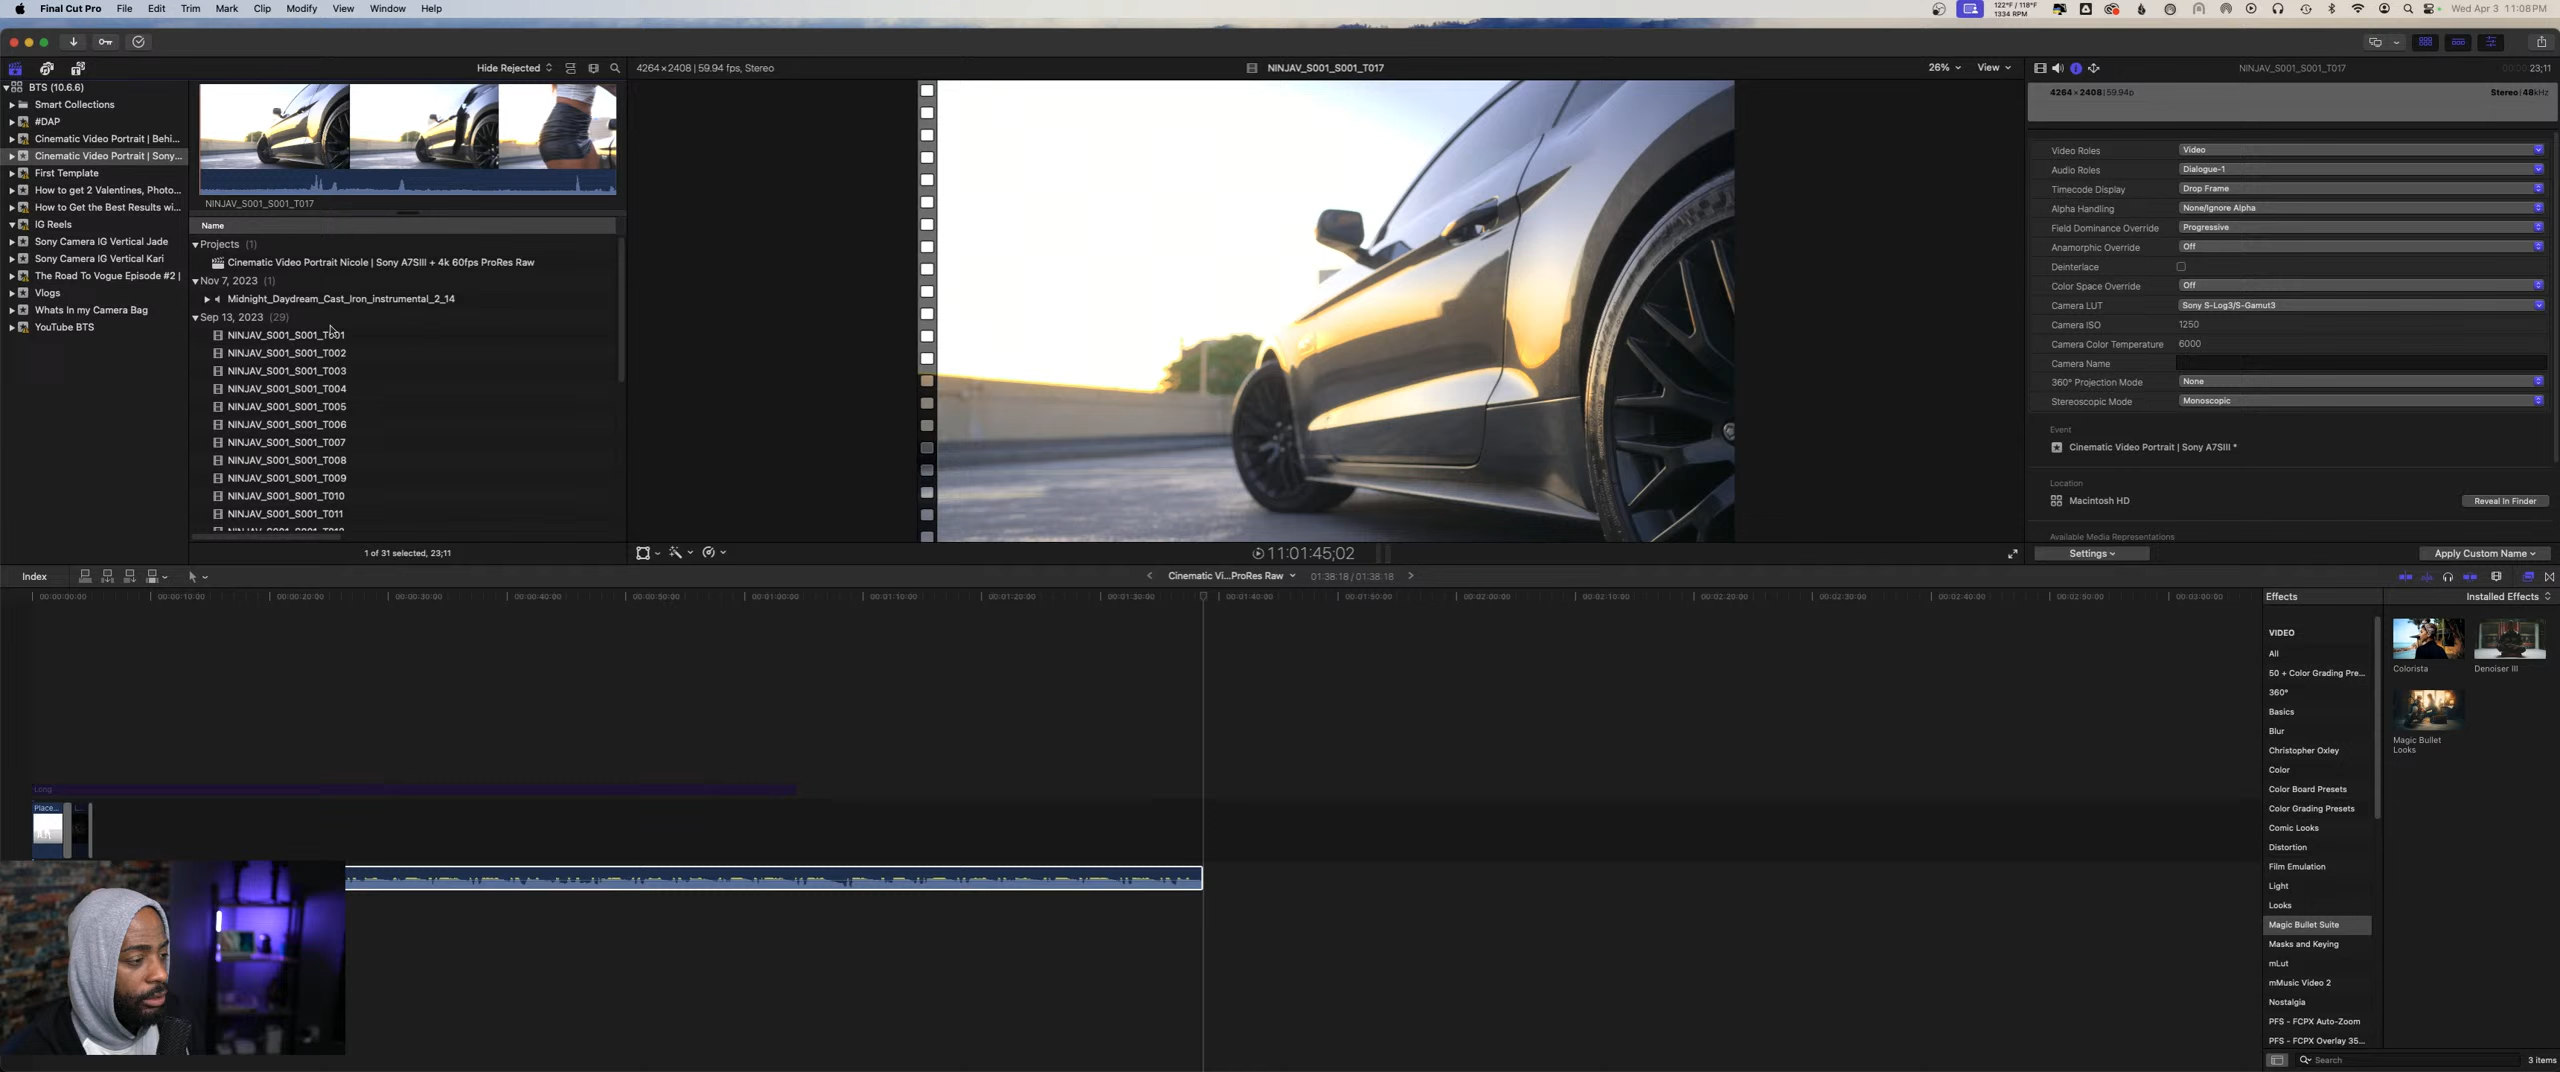 Final Cut Pro File Edit Trim Mark Clip Modify View Window Help
122°F / 118°F
1334 RPM
Wed Apr 3 11:08 PM
Hide Rejected
BTS (10.6.6)
Smart Collections
#DAP
Cinematic Video Portrait | Behi...
Cinematic Video Portrait | Sony...
First Template
How to get 2 Valentines, Photo...
How to Get the Best Results wi...
IG Reels
Sony Camera IG Vertical Jade
Sony Camera IG Vertical Kari
The Road To Vogue Episode #2 |
Vlogs
Whats In my Camera Bag
YouTube BTS
NINJAV_S001_S001_T017
Name
Projects (1)
Cinematic Video Portrait Nicole | Sony A7SIII + 4k 60fps ProRes Raw
Nov 7, 2023 (1)
Midnight_Daydream_Cast_Iron_instrumental_2_14
Sep 13, 2023 (29)
NINJAV_S001_S001_T001
NINJAV_S001_S001_T002
NINJAV_S001_S001_T003
NINJAV_S001_S001_T004
NINJAV_S001_S001_T005
NINJAV_S001_S001_T006
NINJAV_S001_S001_T007
NINJAV_S001_S001_T008
NINJAV_S001_S001_T009
NINJAV_S001_S001_T010
NINJAV_S001_S001_T011
1 of 31 selected, 23;11
4264 × 2408 | 59.94 fps, Stereo
NINJAV_S001_S001_T017
26%
View
11:01:45;02
NINJAV_S001_S001_T017
00:00:23;11
4264 × 2408 | 59.94p
Stereo | 48kHz
Video Roles Video
Audio Roles Dialogue-1
Timecode Display Drop Frame
Alpha Handling None/Ignore Alpha
Field Dominance Override Progressive
Anamorphic Override Off
Deinterlace
Color Space Override Off
Camera LUT Sony S-Log3/S-Gamut3
Camera ISO 1250
Camera Color Temperature 6000
Camera Name
360° Projection Mode None
Stereoscopic Mode Monoscopic
Event
Cinematic Video Portrait | Sony A7SIII *
Location
Macintosh HD
Reveal In Finder
Available Media Representations
Settings
Apply Custom Name
Index
Cinematic Vi...ProRes Raw
01:38:18 / 01:38:18
00:00:00:00 00:00:10:00 00:00:20:00 00:00:30:00 00:00:40:00 00:00:50:00 00:01:00:00 00:01:10:00 00:01:20:00 00:01:30:00 00:01:40:00 00:01:50:00 00:02:00:00 00:02:10:00 00:02:20:00 00:02:30:00 00:02:40:00 00:02:50:00 00:03:00:00
Long
Place...
L...
Effects
Installed Effects
VIDEO
All
50 + Color Grading Pre...
360°
Basics
Blur
Christopher Oxley
Color
Color Board Presets
Color Grading Presets
Comic Looks
Distortion
Film Emulation
Light
Looks
Magic Bullet Suite
Masks and Keying
mLut
mMusic Video 2
Nostalgia
PFS - FCPX Auto-Zoom
PFS - FCPX Overlay 35...
Colorista
Denoiser III
Magic Bullet
Looks
Search
3 items